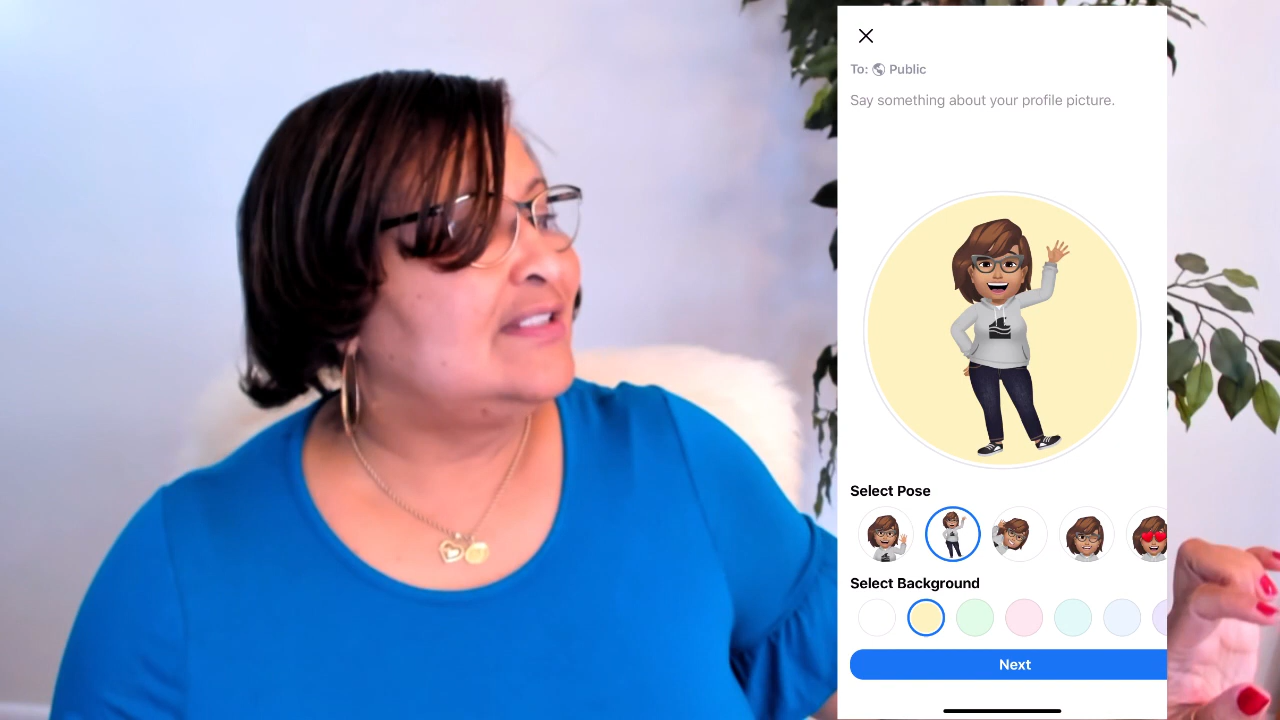 To: Public
Say something about your profile picture.
Select Pose
Select Background
Next